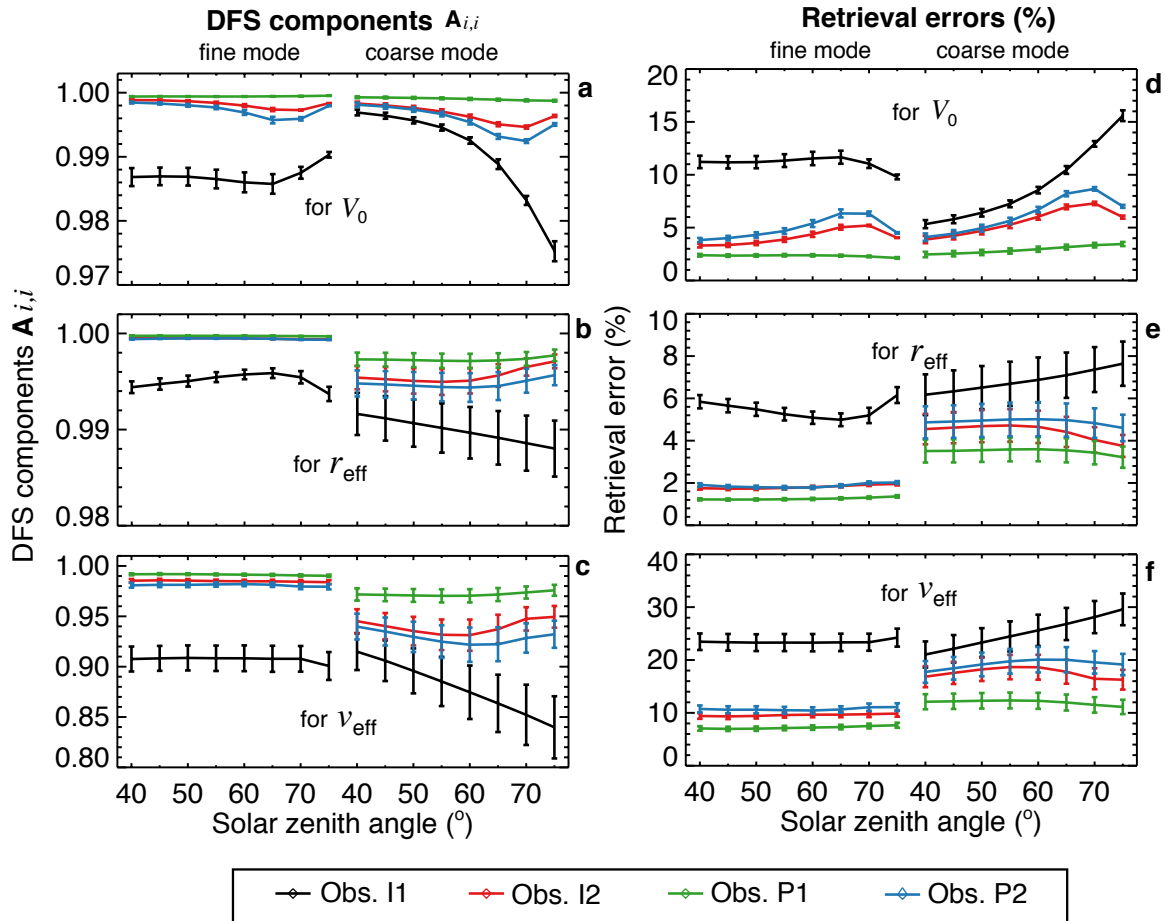 DFS components A i,i
Retrieval errors (%)
fine mode
coarse mode
fine mode
coarse mode
DFS components A i,i
Retrieval error (%)
a
1.00
0.99
0.98
0.97
for V0
b
1.00
0.99
0.98
for reff
c
1.00
0.95
0.90
0.85
0.80
for veff
40 50 60 70 40 50 60 70
Solar zenith angle (o)
d
20
15
10
5
0
for V0
e
10
8
6
4
2
0
for reff
f
40
30
20
10
0
for veff
40 50 60 70 40 50 60 70
Solar zenith angle (o)
Obs. I1 Obs. I2 Obs. P1 Obs. P2